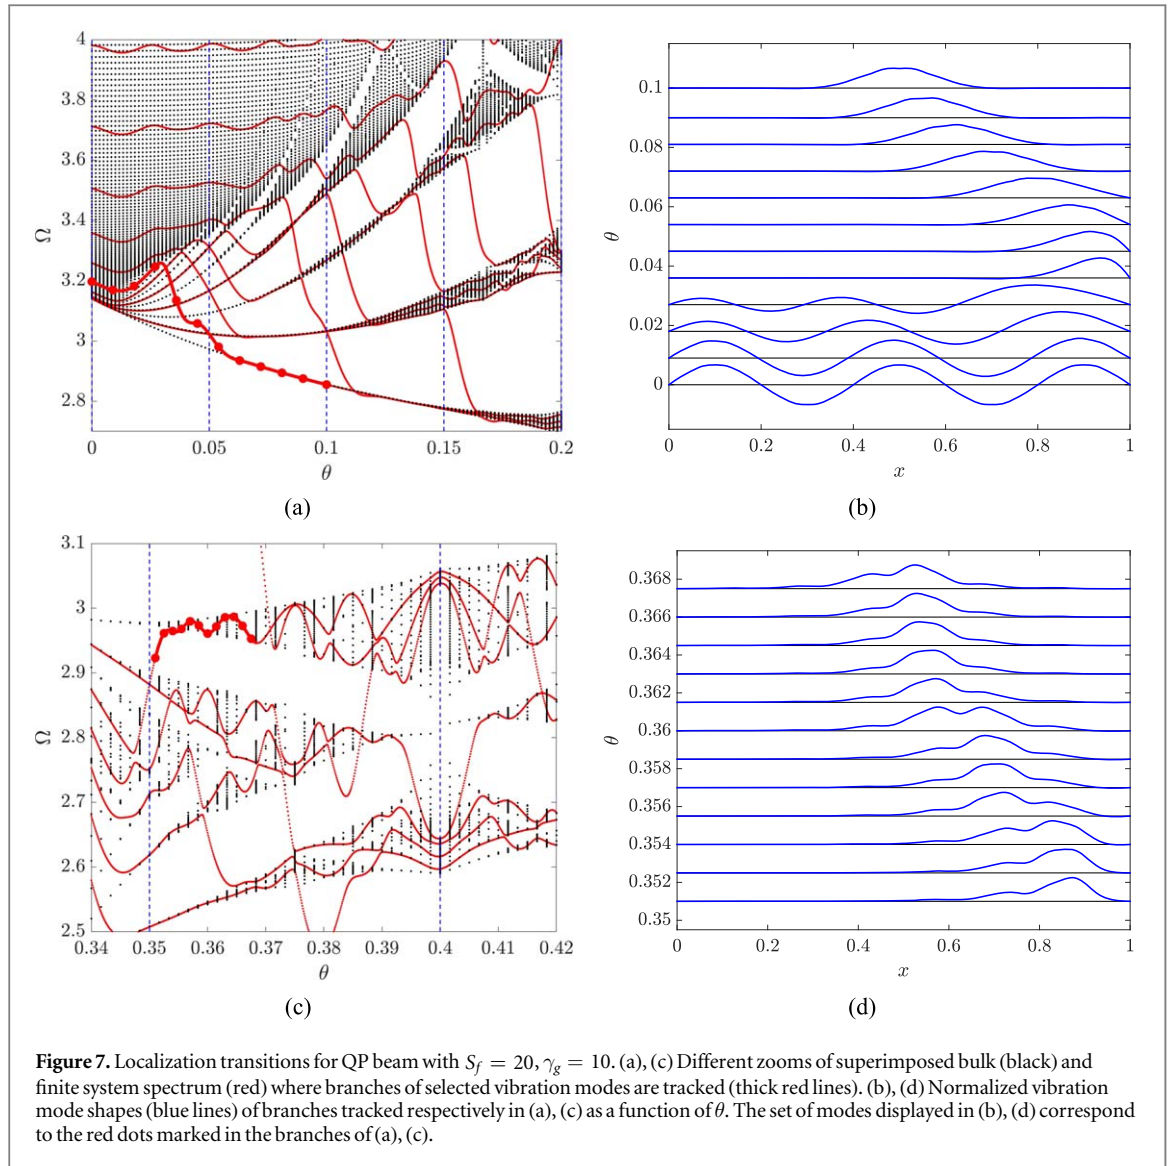 4
3.8
3.6
3.4
3.2
3
2.8
Ω
0 0.05 0.1 0.15 0.2
θ
(a)
0.1
0.08
0.06
0.04
0.02
0
θ
0 0.2 0.4 0.6 0.8 1
x
(b)
3.1
3
2.9
2.8
2.7
2.6
2.5
Ω
0.34 0.35 0.36 0.37 0.38 0.39 0.4 0.41 0.42
θ
(c)
0.368
0.366
0.364
0.362
0.36
0.358
0.356
0.354
0.352
0.35
θ
0 0.2 0.4 0.6 0.8 1
x
(d)
Figure 7. Localization transitions for QP beam with S_f = 20, γ_g = 10. (a), (c) Different zooms of superimposed bulk (black) and
finite system spectrum (red) where branches of selected vibration modes are tracked (thick red lines). (b), (d) Normalized vibration
mode shapes (blue lines) of branches tracked respectively in (a), (c) as a function of θ. The set of modes displayed in (b), (d) correspond
to the red dots marked in the branches of (a), (c).